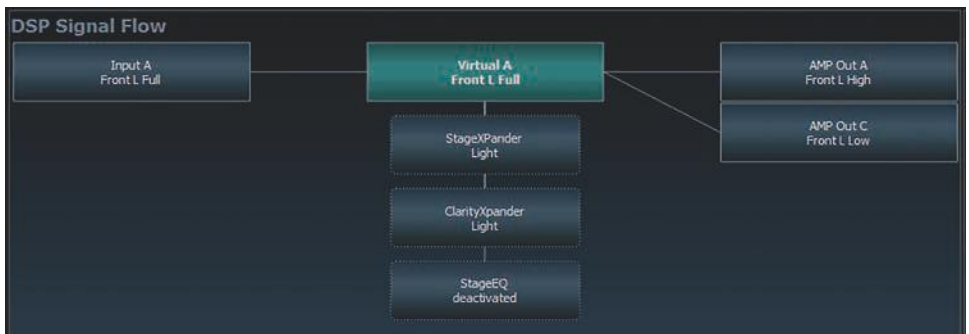 DSP Signal Flow
Input A
Front L Full
Virtual A
Front L Full
AMP Out A
Front L High
AMP Out C
Front L Low
StageXPander
Light
ClarityXpander
Light
StageEQ
deactivated